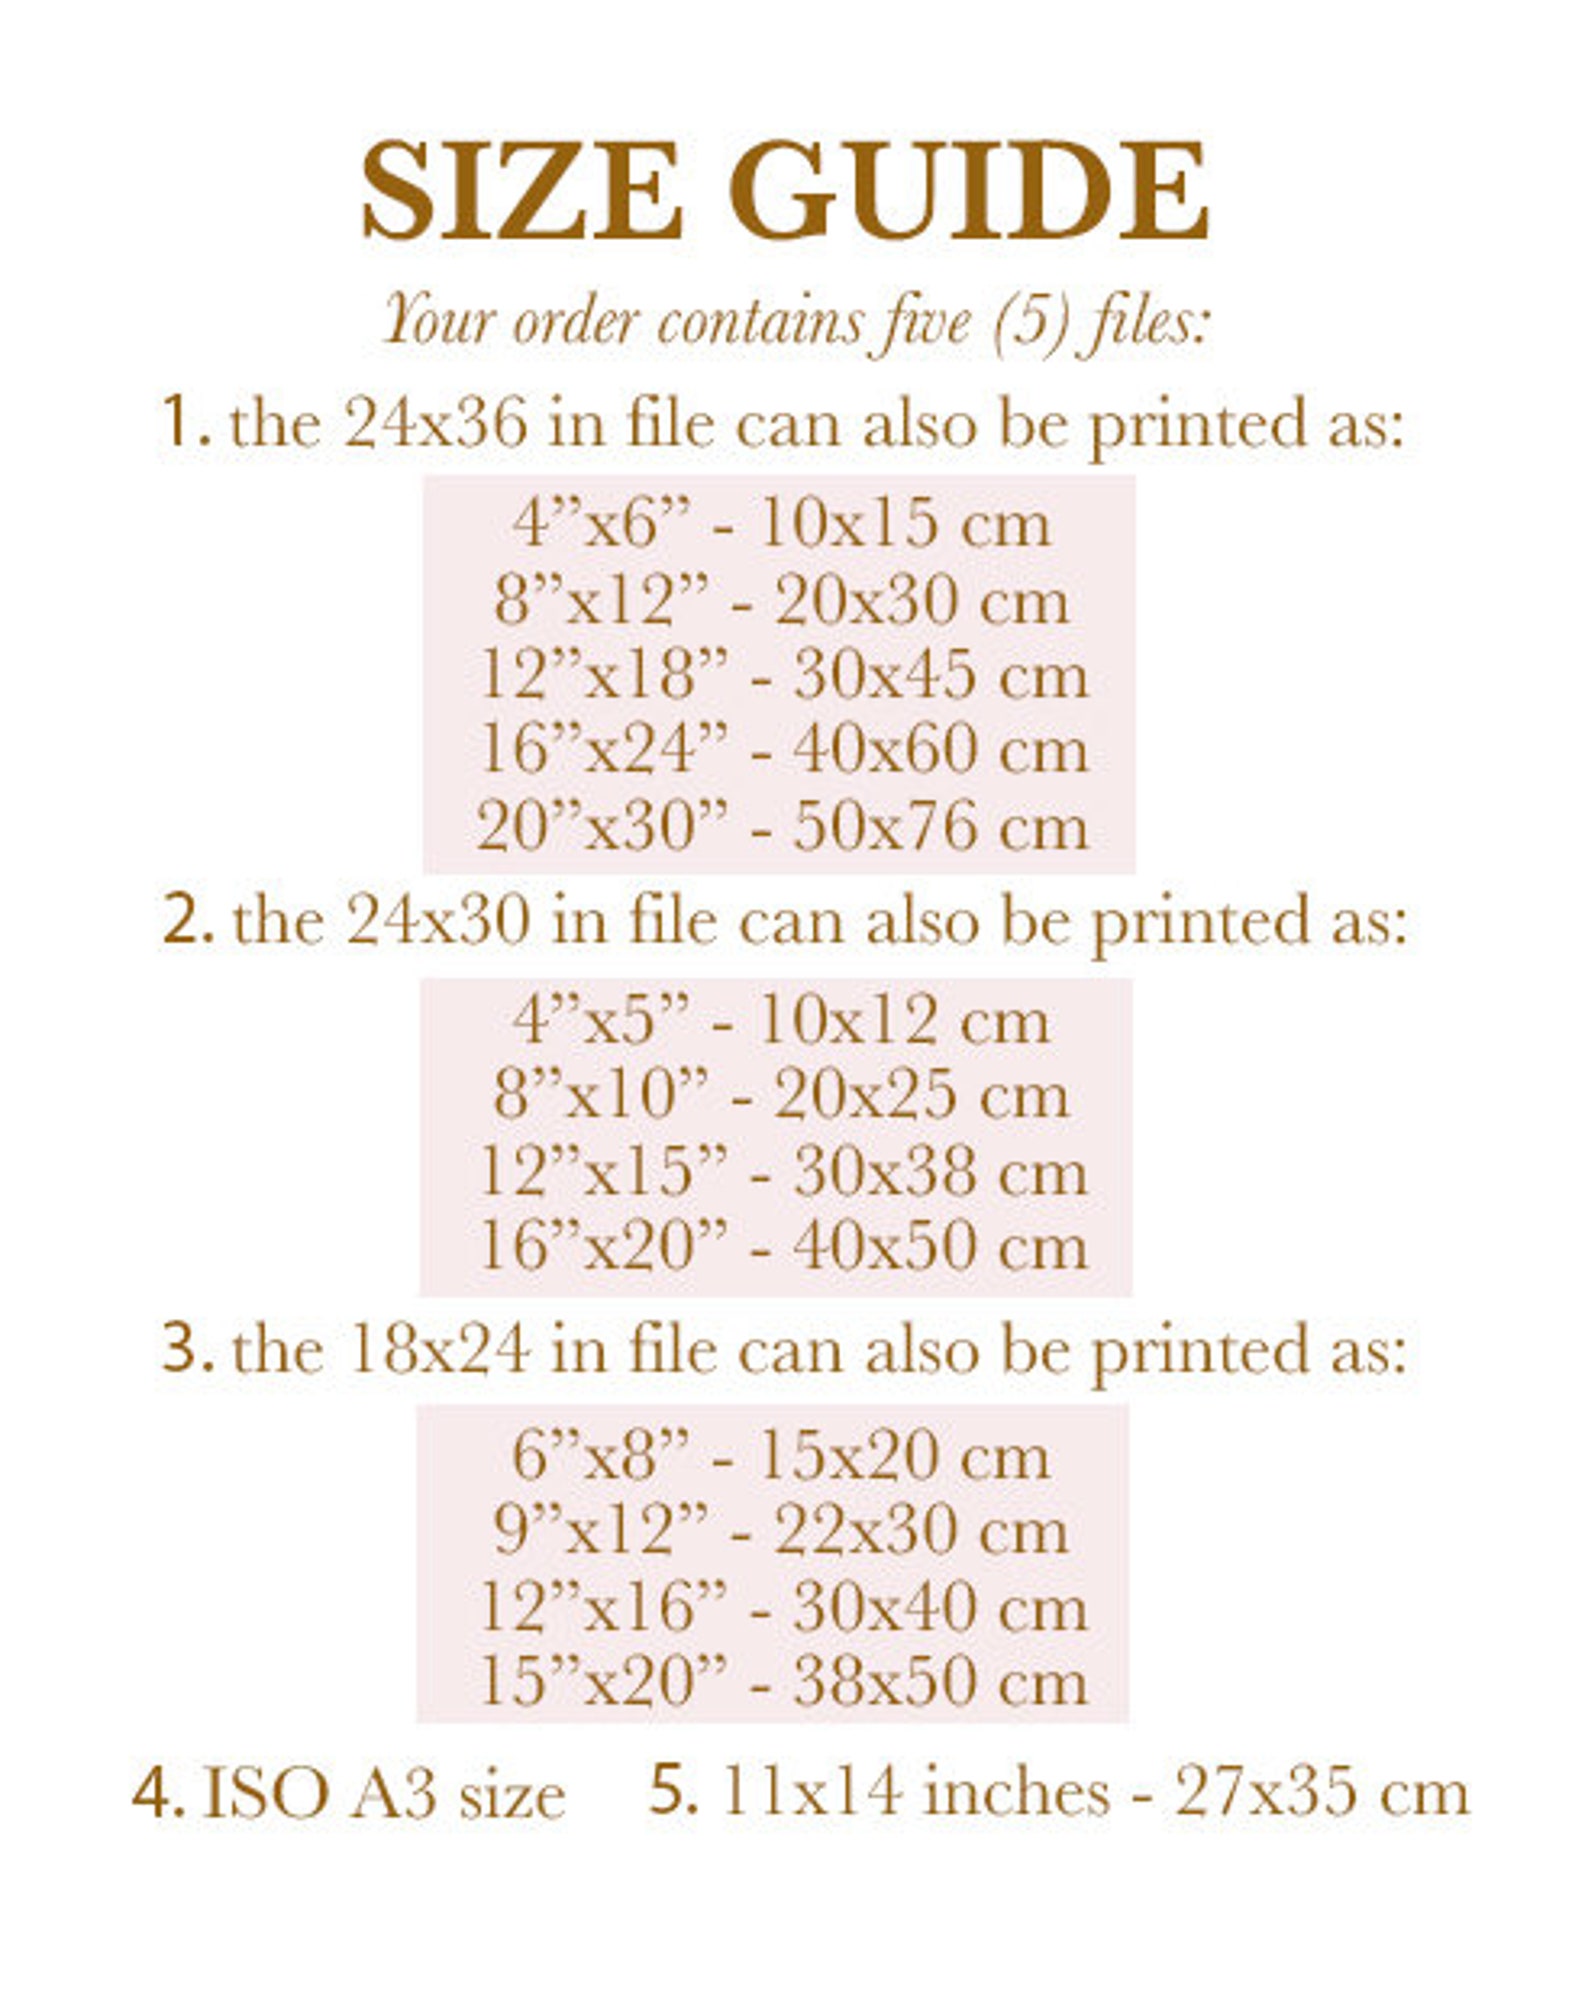 SIZE GUIDE
Your order contains five (5) files:
1. the 24x36 in file can also be printed as:
4”x6” - 10x15 cm
8”x12” - 20x30 cm
12”x18” - 30x45 cm
16”x24” - 40x60 cm
20”x30” - 50x76 cm
2. the 24x30 in file can also be printed as:
4”x5” - 10x12 cm
8”x10” - 20x25 cm
12”x15” - 30x38 cm
16”x20” - 40x50 cm
3. the 18x24 in file can also be printed as:
6”x8” - 15x20 cm
9”x12” - 22x30 cm
12”x16” - 30x40 cm
15”x20” - 38x50 cm
4. ISO A3 size 5. 11x14 inches - 27x35 cm